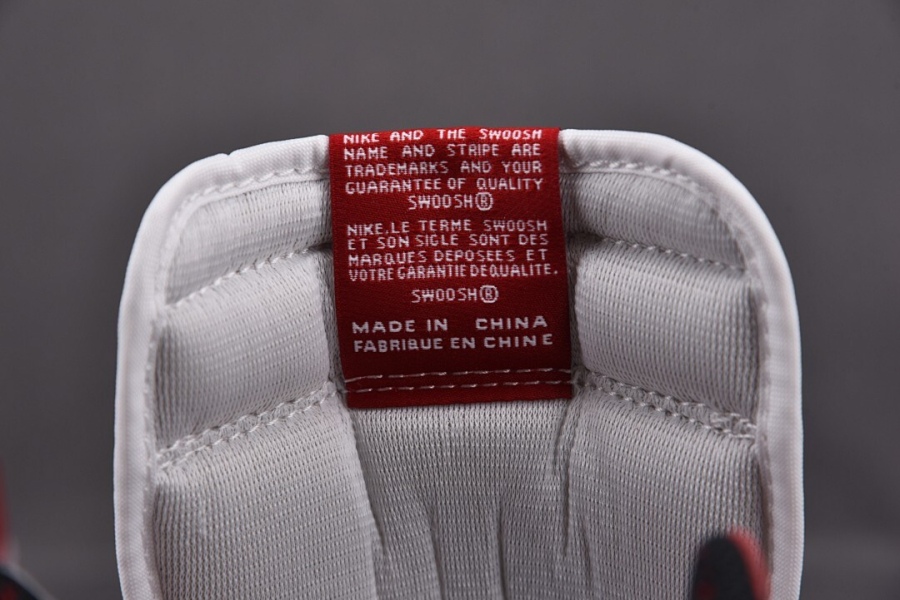 NIKE AND THE SWOOSH
NAME AND STRIPE ARE
TRADEMARKS AND YOUR
GUARANTEE OF QUALITY
SWOOSH®
NIKE.LE TERME SWOOSH
ET SON SIGLE SONT DES
MARQUES DEPOSEES ET
VOTRE GARANTIE DEQUALITE.
SWOOSH®
MADE IN CHINA
FABRIQUE EN CHINE